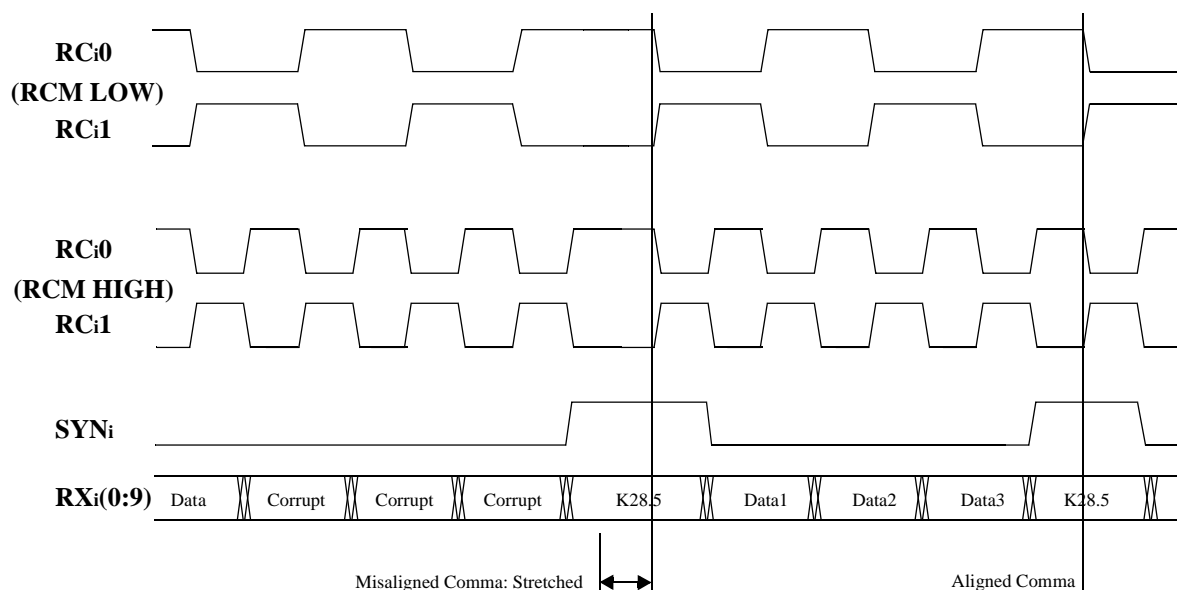 RCi0
(RCM LOW)
RCi1
RCi0
(RCM HIGH)
RCi1
SYNi
RXi(0:9) Data Corrupt Corrupt Corrupt K28.5 Data1 Data2 Data3 K28.5
Misaligned Comma: Stretched Aligned Comma